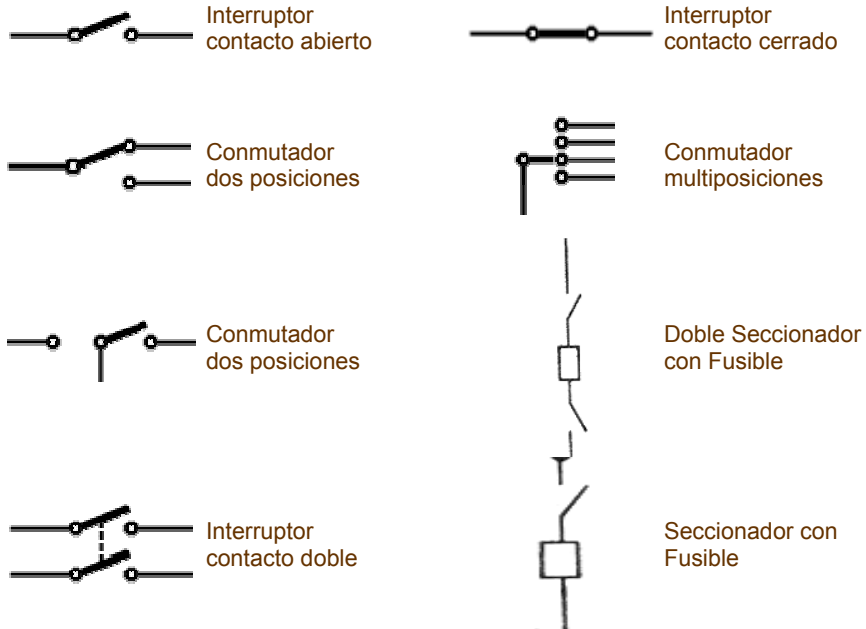 Interruptor
contacto abierto
Interruptor
contacto cerrado
Conmutador
dos posiciones
Conmutador
multiposiciones
Conmutador
dos posiciones
Doble Seccionador
con Fusible
Interruptor
contacto doble
Seccionador con
Fusible